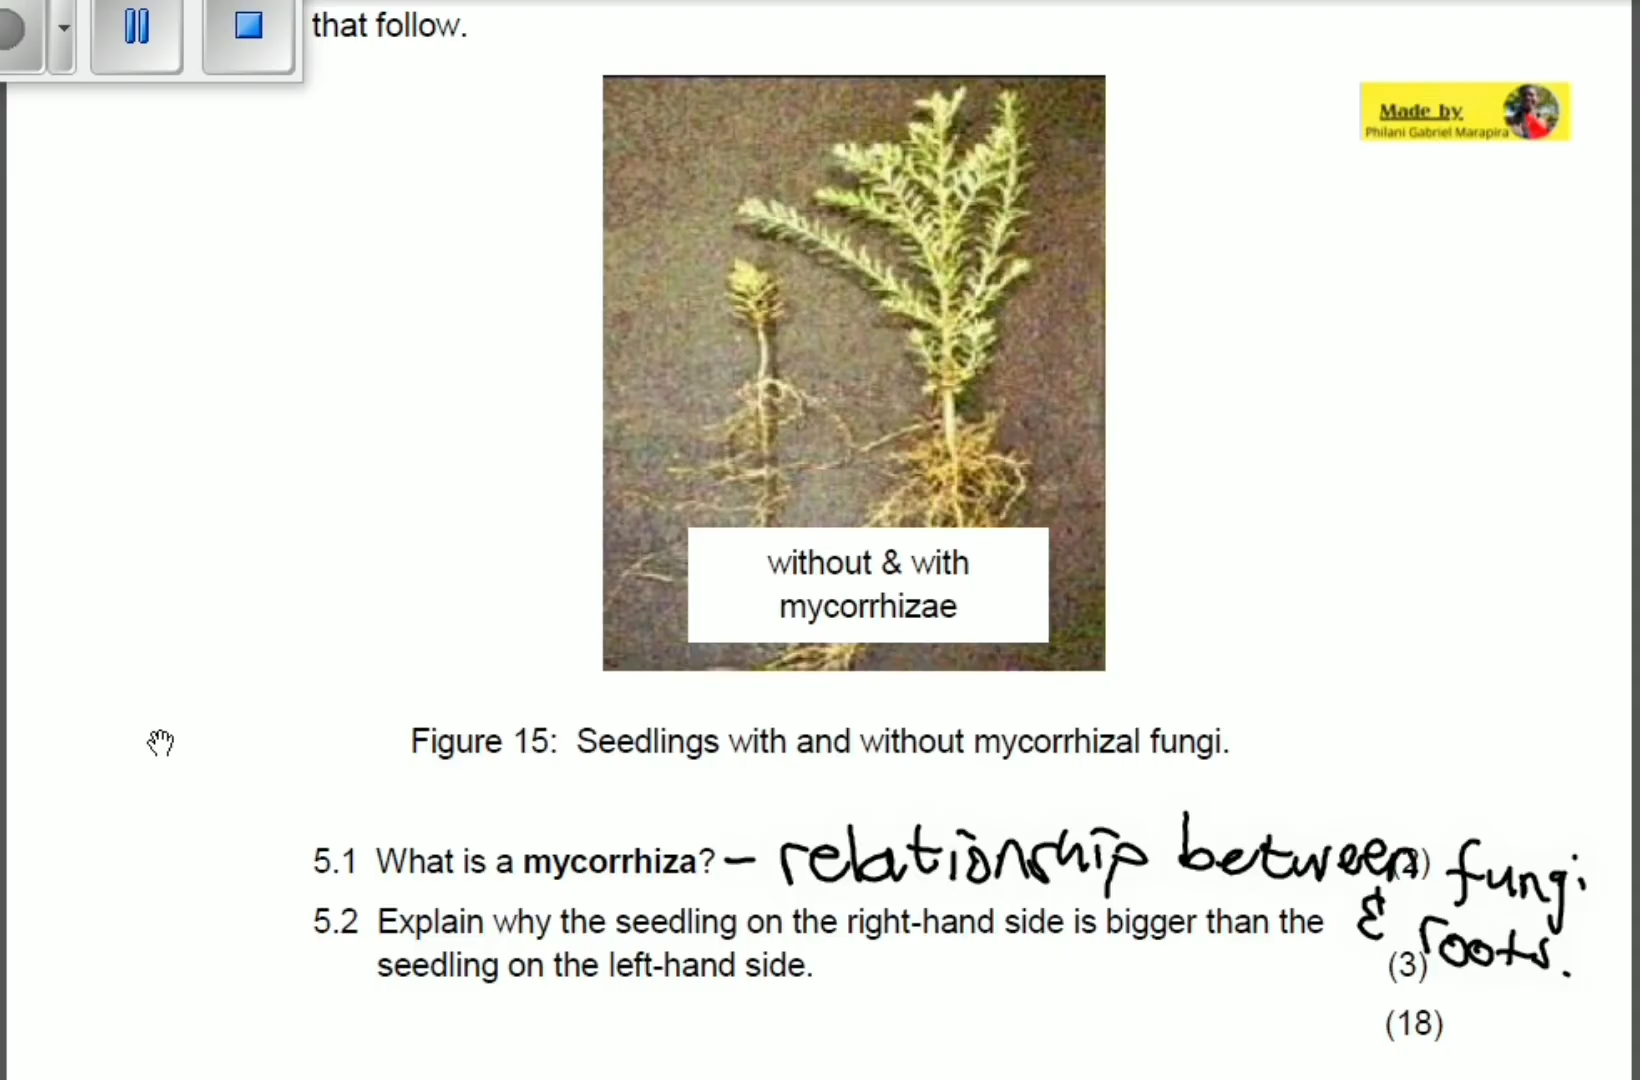 that follow.
Made by
Philani Gabriel Marapira
without & with
mycorrhizae
Figure 15: Seedlings with and without mycorrhizal fungi.
5.1 What is a mycorrhiza? – relationship between fungi
& roots.
5.2 Explain why the seedling on the right-hand side is bigger than the
seedling on the left-hand side. (3)
(18)